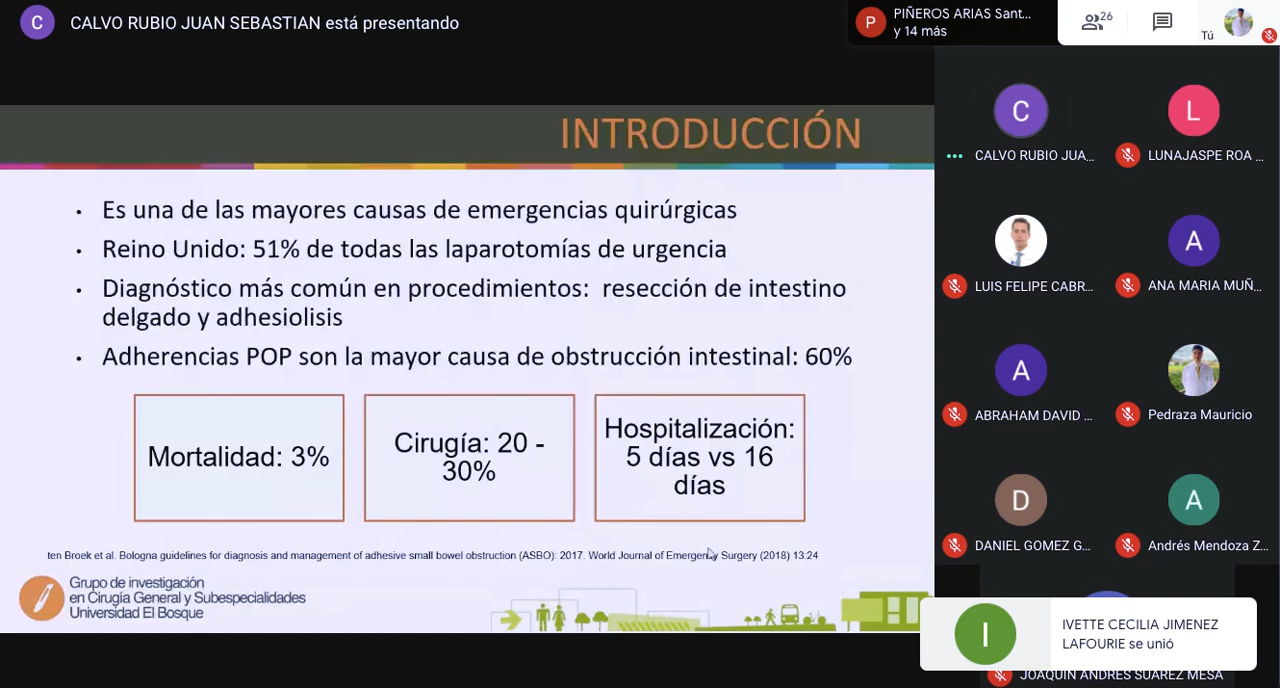 C CALVO RUBIO JUAN SEBASTIAN está presentando
P PIÑEROS ARIAS Sant...
y 14 más
26
Tú
INTRODUCCIÓN
• Es una de las mayores causas de emergencias quirúrgicas
• Reino Unido: 51% de todas las laparotomías de urgencia
• Diagnóstico más común en procedimientos: resección de intestino
delgado y adhesiolisis
• Adherencias POP son la mayor causa de obstrucción intestinal: 60%
Mortalidad: 3%
Cirugía: 20 -
30%
Hospitalización:
5 días vs 16
días
ten Broek et al. Bologna guidelines for diagnosis and management of adhesive small bowel obstruction (ASBO): 2017. World Journal of Emergency Surgery (2018) 13:24
Grupo de investigación
en Cirugía General y Subespecialidades
Universidad El Bosque
C
CALVO RUBIO JUA...
L
LUNAJASPE ROA ...
LUIS FELIPE CABR...
A
ANA MARIA MUÑ...
A
ABRAHAM DAVID ...
Pedraza Mauricio
D
DANIEL GOMEZ G...
A
Andrés Mendoza Z...
I
IVETTE CECILIA JIMENEZ
LAFOURIE se unió
JOAQUIN ANDRES SUAREZ MESA